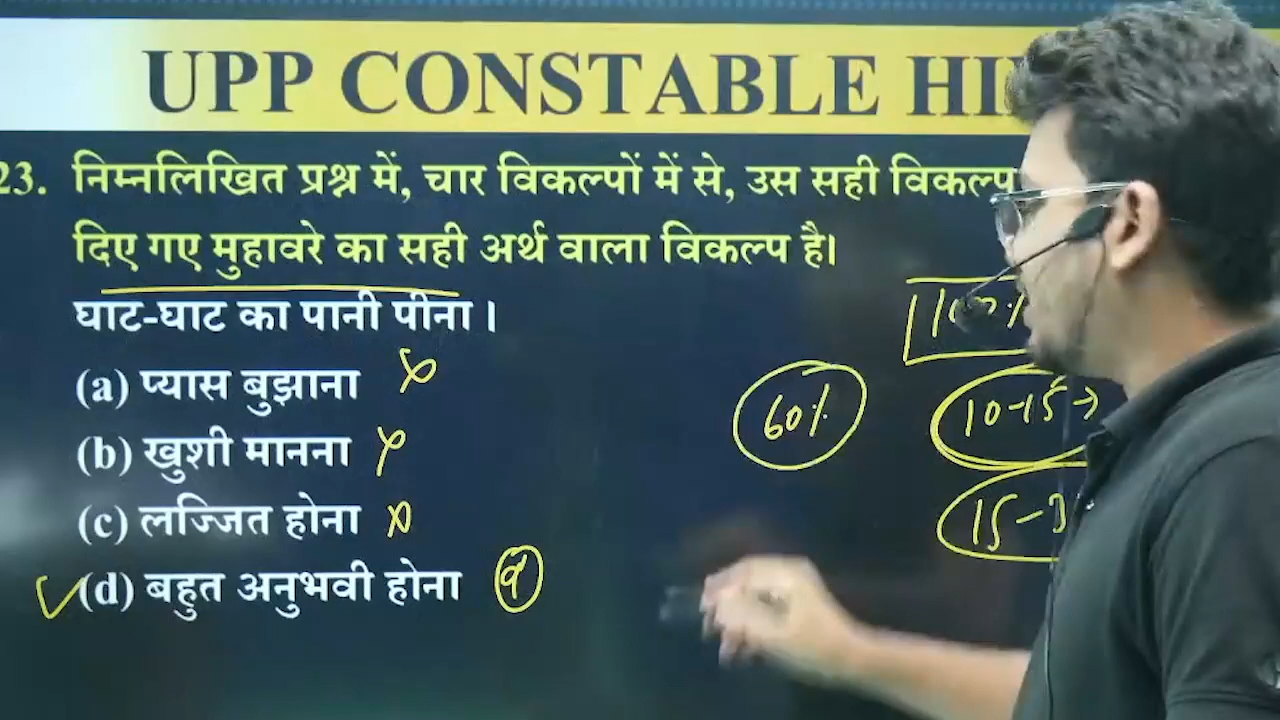 UPP CONSTABLE
23. निम्नलिखित प्रश्न में, चार विकल्पों में से, उस सही विकल्प
दिए गए मुहावरे का सही अर्थ वाला विकल्प है।
घाट-घाट का पानी पीना।
(a) प्यास बुझाना
(b) खुशी मानना
(c) लज्जित होना
(d) बहुत अनुभवी होना
60%
10-15→